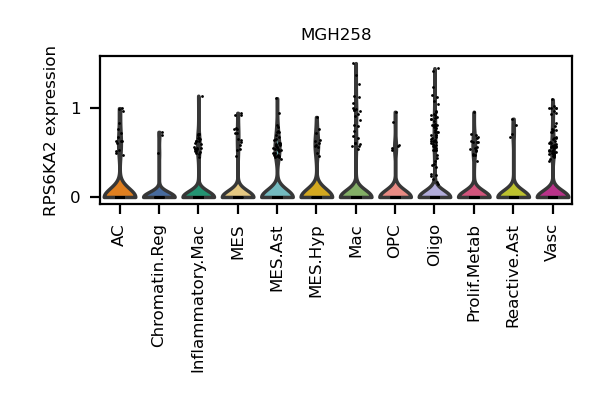 MGH258
RPS6KA2 expression
1
0
AC
Chromatin.Reg
Inflammatory.Mac
MES
MES.Ast
MES.Hyp
Mac
OPC
Oligo
Prolif.Metab
Reactive.Ast
Vasc